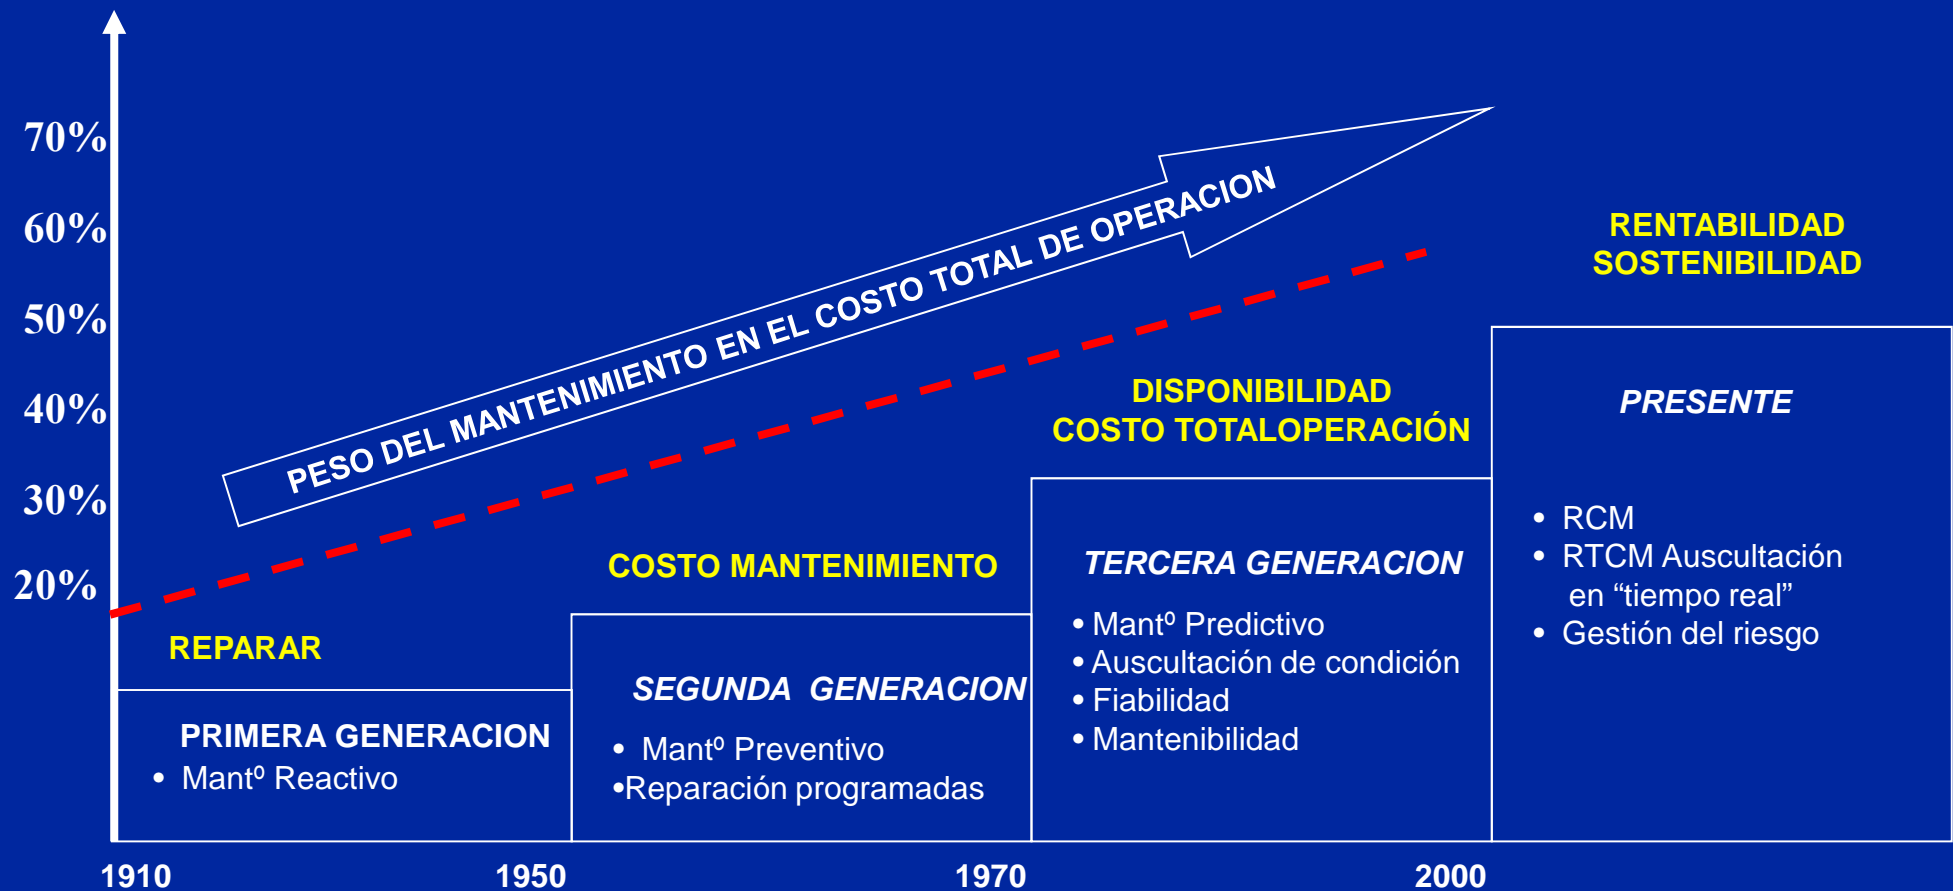 70%
60%
50%
40%
30%
20%
PESO DEL MANTENIMIENTO EN EL COSTO TOTAL DE OPERACION
REPARAR
PRIMERA GENERACION
• Mantº Reactivo
COSTO MANTENIMIENTO
SEGUNDA GENERACION
• Mantº Preventivo
•Reparación programadas
DISPONIBILIDAD
COSTO TOTALOPERACIÓN
TERCERA GENERACION
• Mantº Predictivo
• Auscultación de condición
• Fiabilidad
• Mantenibilidad
RENTABILIDAD
SOSTENIBILIDAD
PRESENTE
• RCM
• RTCM Auscultación
en “tiempo real”
• Gestión del riesgo
1910
1950
1970
2000